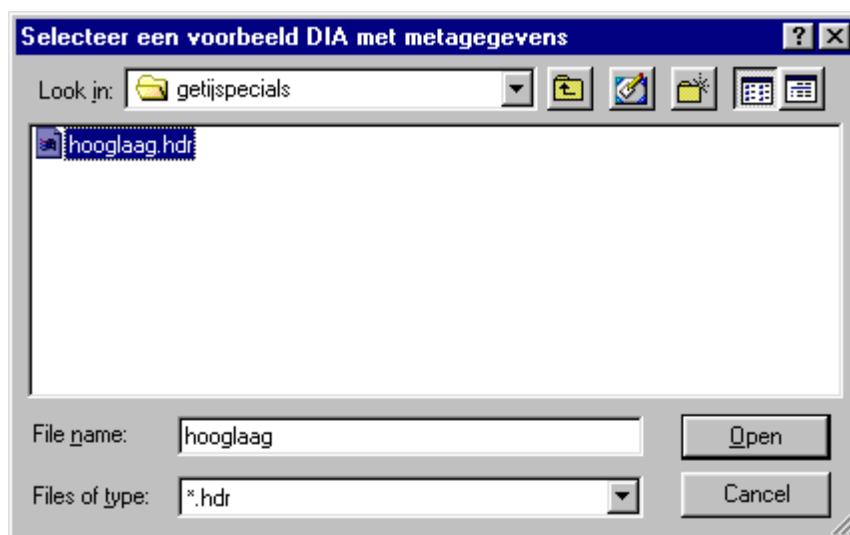 Selecteer een voorbeeld DIA met metagegevens
Look in: getijspecials
hooglaag.hdr
File name: hooglaag Open
Files of type: *.hdr Cancel